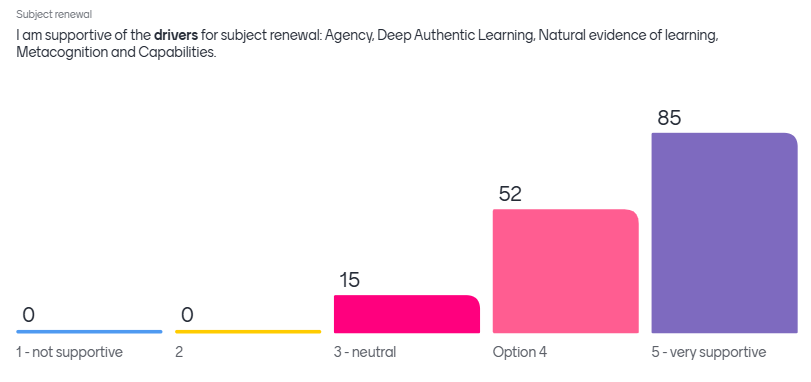 Subject renewal
I am supportive of the drivers for subject renewal: Agency, Deep Authentic Learning, Natural evidence of learning,
Metacognition and Capabilities.
85
52
15
0
0
1 - not supportive
2
3 - neutral
Option 4
5 - very supportive